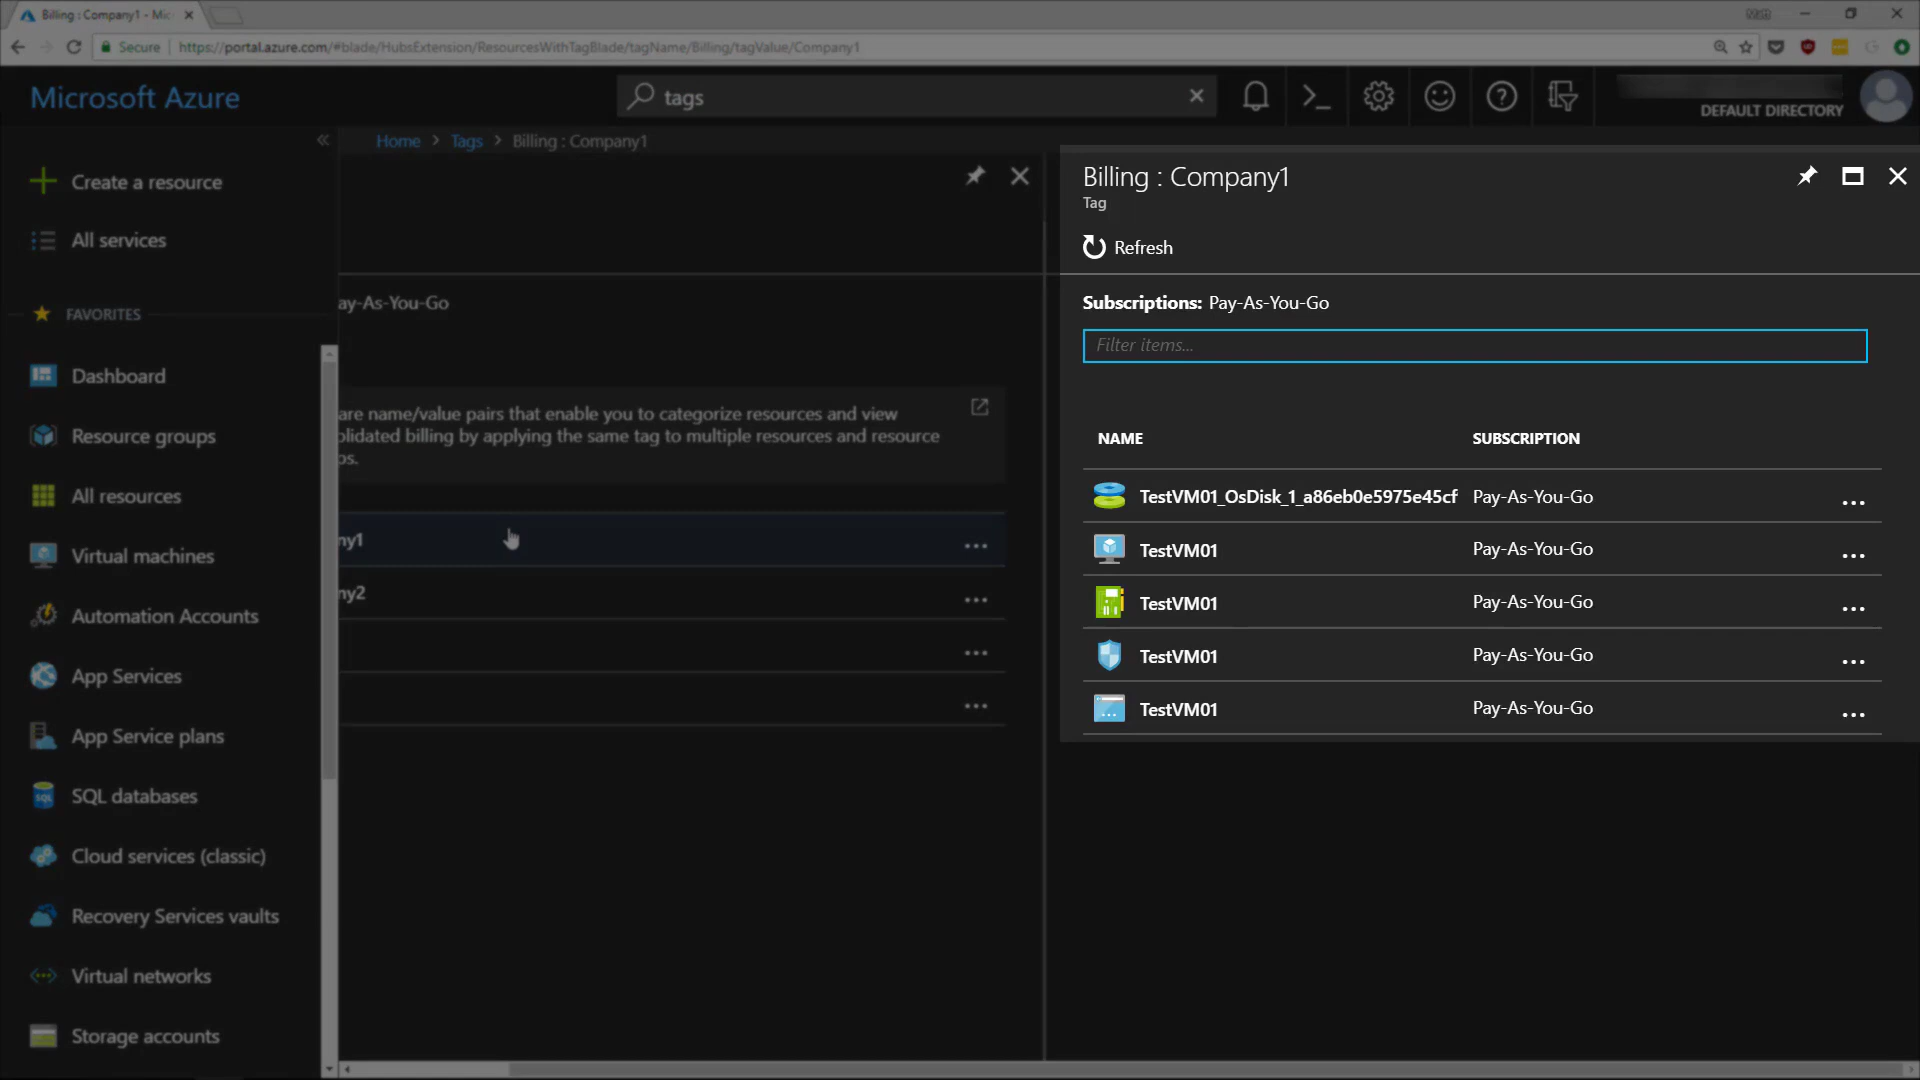 Billing : Company1 - Mic
Secure https://portal.azure.com/#blade/HubsExtension/ResourcesWithTagBlade/tagName/Billing/tagValue/Company1
Microsoft Azure
tags
DEFAULT DIRECTORY
Home > Tags > Billing : Company1
Create a resource
All services
FAVORITES
Dashboard
Resource groups
All resources
Virtual machines
Automation Accounts
App Services
App Service plans
SQL databases
Cloud services (classic)
Recovery Services vaults
Virtual networks
Storage accounts
ay-As-You-Go
are name/value pairs that enable you to categorize resources and view
olidated billing by applying the same tag to multiple resources and resource
ps.
ny1 ...
ny2 ...
...
...
Billing : Company1
Tag
Refresh
Subscriptions: Pay-As-You-Go
Filter items...
NAME SUBSCRIPTION
TestVM01_OsDisk_1_a86eb0e5975e45cf Pay-As-You-Go ...
TestVM01 Pay-As-You-Go ...
TestVM01 Pay-As-You-Go ...
TestVM01 Pay-As-You-Go ...
TestVM01 Pay-As-You-Go ...